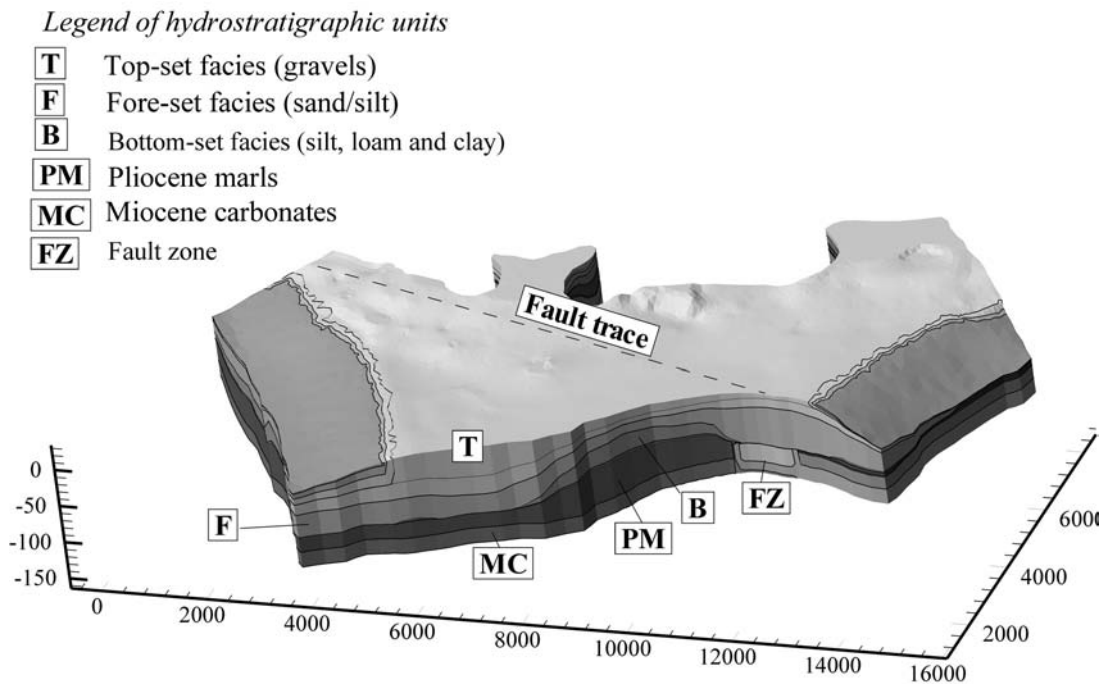 Legend of hydrostratigraphic units
T Top-set facies (gravels)
F Fore-set facies (sand/silt)
B Bottom-set facies (silt, loam and clay)
PM Pliocene marls
MC Miocene carbonates
FZ Fault zone
Fault trace
T
F
B
FZ
PM
MC
0
-50
-100
-150
0
2000
4000
6000
8000
10000
12000
14000
16000
2000
4000